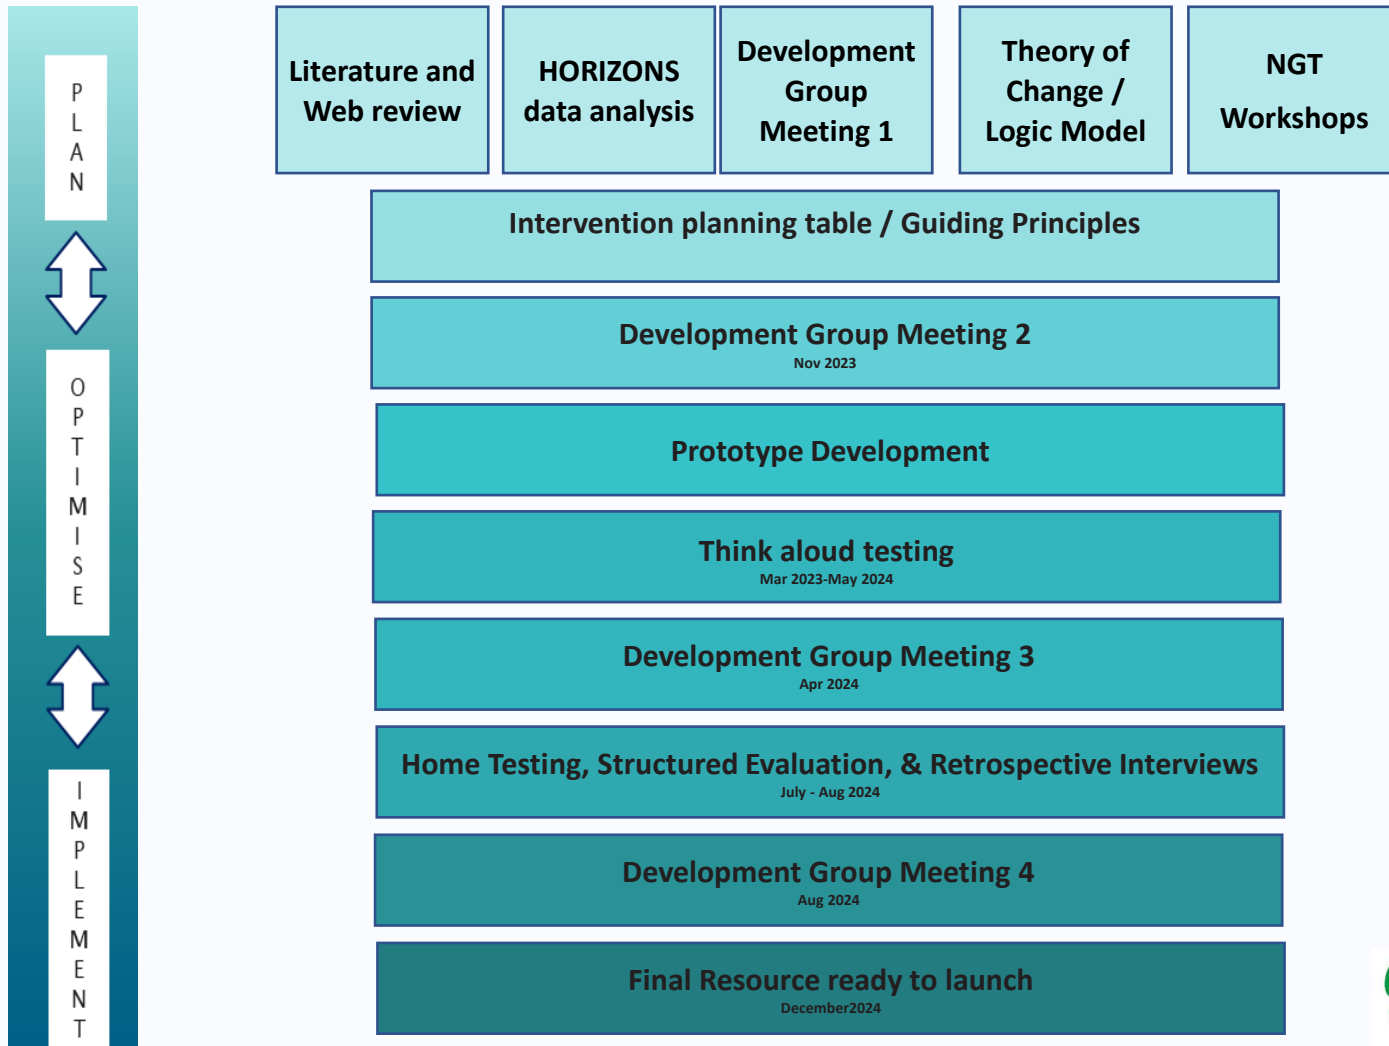 PLAN
OPTIMISE
IMPLEMENT
Literature and
Web review
HORIZONS
data analysis
Development
Group
Meeting 1
Theory of
Change /
Logic Model
NGT
Workshops
Intervention planning table / Guiding Principles
Development Group Meeting 2
Nov 2023
Prototype Development
Think aloud testing
Mar 2023-May 2024
Development Group Meeting 3
Apr 2024
Home Testing, Structured Evaluation, & Retrospective Interviews
July - Aug 2024
Development Group Meeting 4
Aug 2024
Final Resource ready to launch
December2024